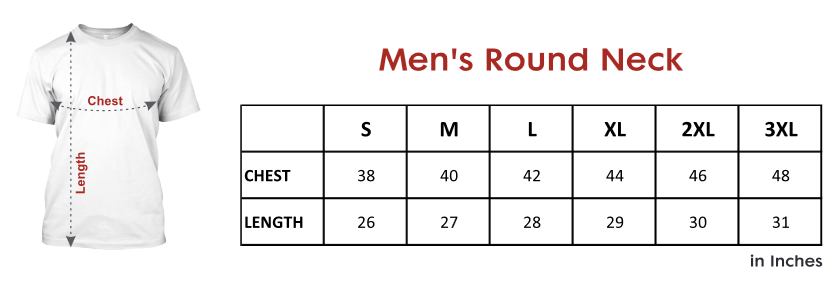 Men's Round Neck
Chest
Length
S M L XL 2XL 3XL
CHEST 38 40 42 44 46 48
LENGTH 26 27 28 29 30 31
in Inches